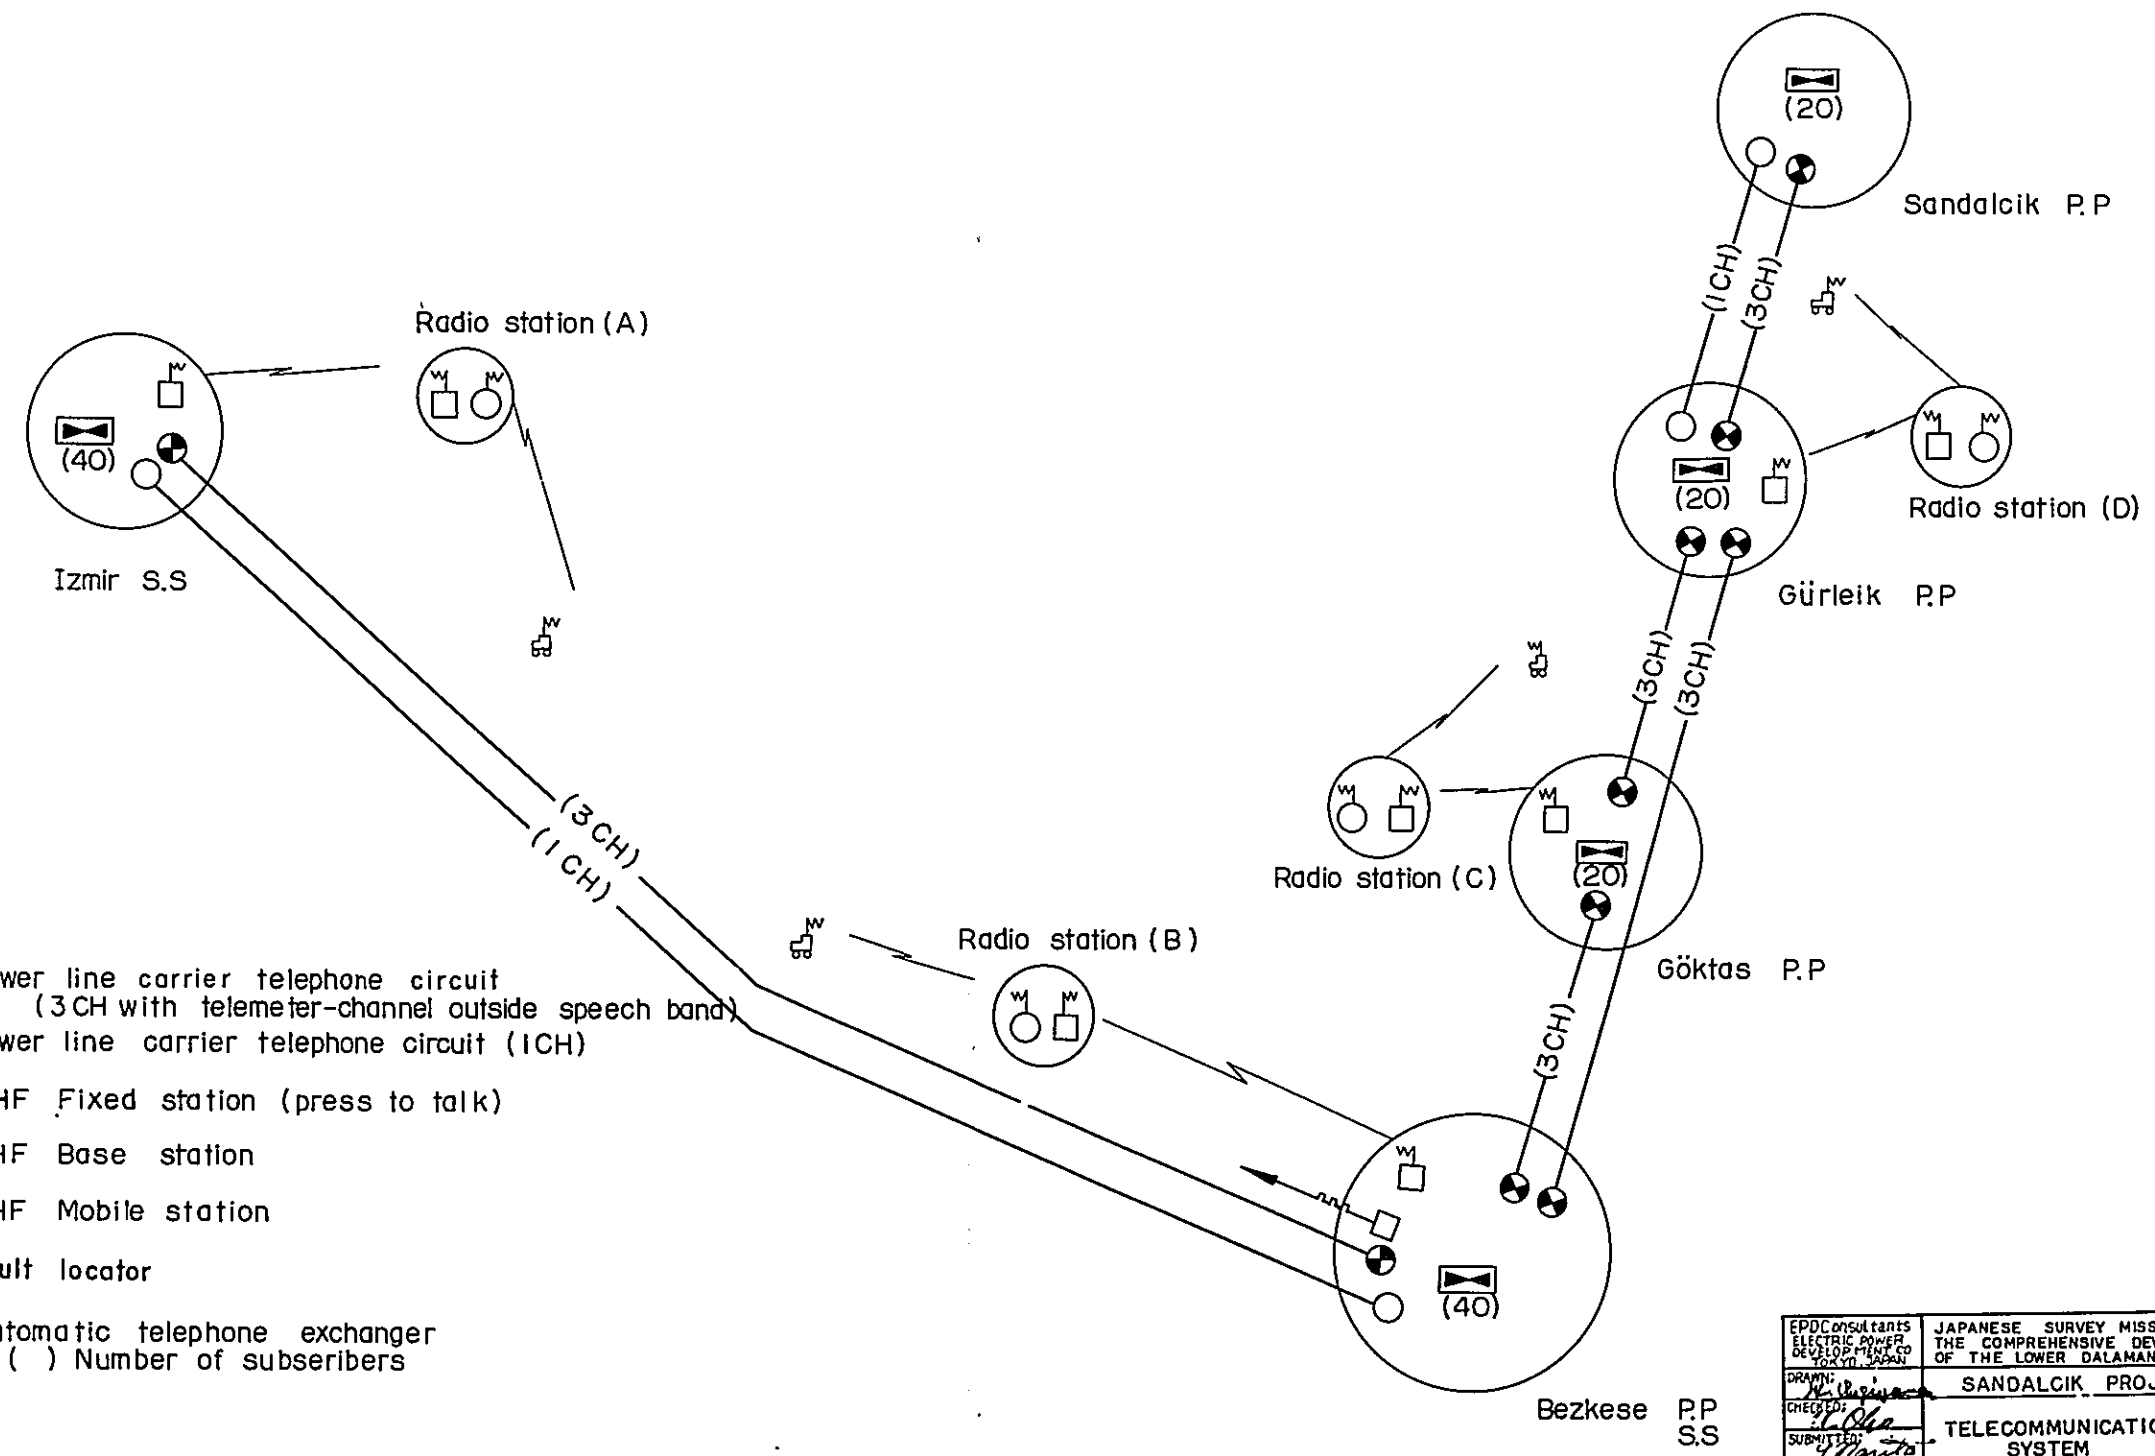 (20)
Sandalcik P.P
(1CH)
(3CH)
Radio station (A)
(40)
Izmir S.S
(20)
Radio station (D)
Gürleik P.P
(3CH)
(3CH)
Radio station (C)
(20)
Göktas P.P
(3CH)
(1CH)
Radio station (B)
(3CH)
wer line carrier telephone circuit
(3CH with telemeter-channel outside speech band)
wer line carrier telephone circuit (1CH)
HF Fixed station (press to talk)
HF Base station
HF Mobile station
ult locator
tomatic telephone exchanger
( ) Number of subseribers
(40)
Bezkese P.P
S.S
EPDConsultants
ELECTRIC POWER
DEVELOPMENT CO
TOKYO, JAPAN
JAPANESE SURVEY MISS
THE COMPREHENSIVE DEV
OF THE LOWER DALAMAN
DRAWN:
SANDALCIK PROJ
CHECKED:
SUBMITTED:
TELECOMMUNICATIO
SYSTEM